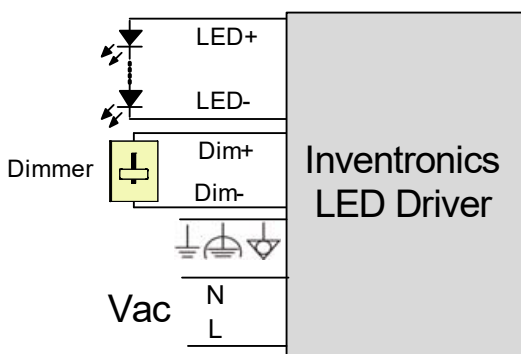 LED+
LED-
Dimmer
Dim+
Dim-
Inventronics
LED Driver
Vac
N
L